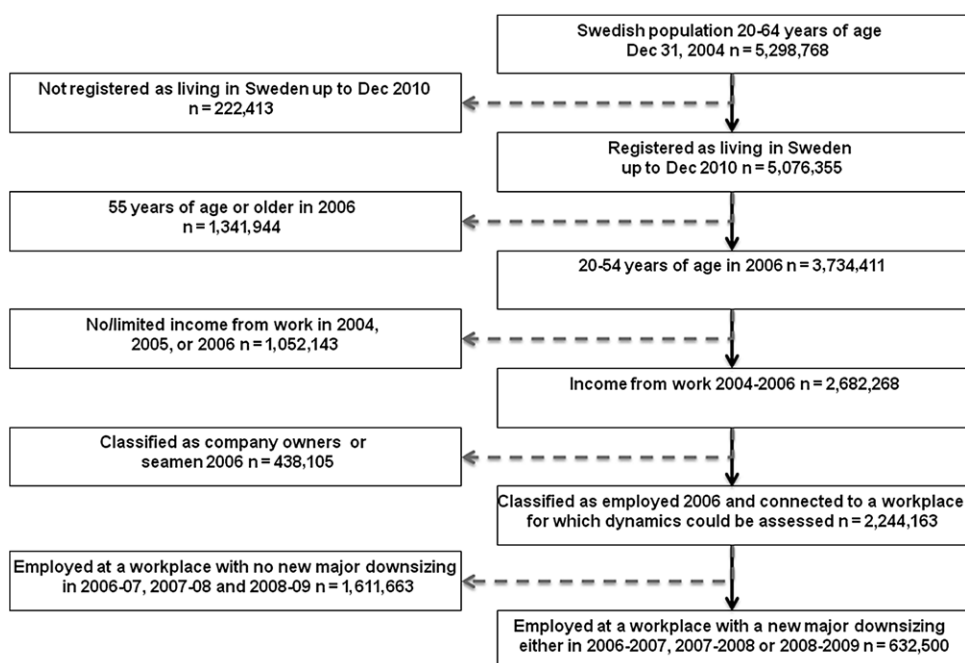 Swedish population 20-64 years of age
Dec 31, 2004 n = 5,298,768
Not registered as living in Sweden up to Dec 2010
n = 222,413
Registered as living in Sweden
up to Dec 2010 n = 5,076,355
55 years of age or older in 2006
n = 1,341,944
20-54 years of age in 2006 n = 3,734,411
No/limited income from work in 2004,
2005, or 2006 n = 1,052,143
Income from work 2004-2006 n = 2,682,268
Classified as company owners or
seamen 2006 n = 438,105
Classified as employed 2006 and connected to a workplace
for which dynamics could be assessed n = 2,244,163
Employed at a workplace with no new major downsizing
in 2006-07, 2007-08 and 2008-09 n = 1,611,663
Employed at a workplace with a new major downsizing
either in 2006-2007, 2007-2008 or 2008-2009 n = 632,500